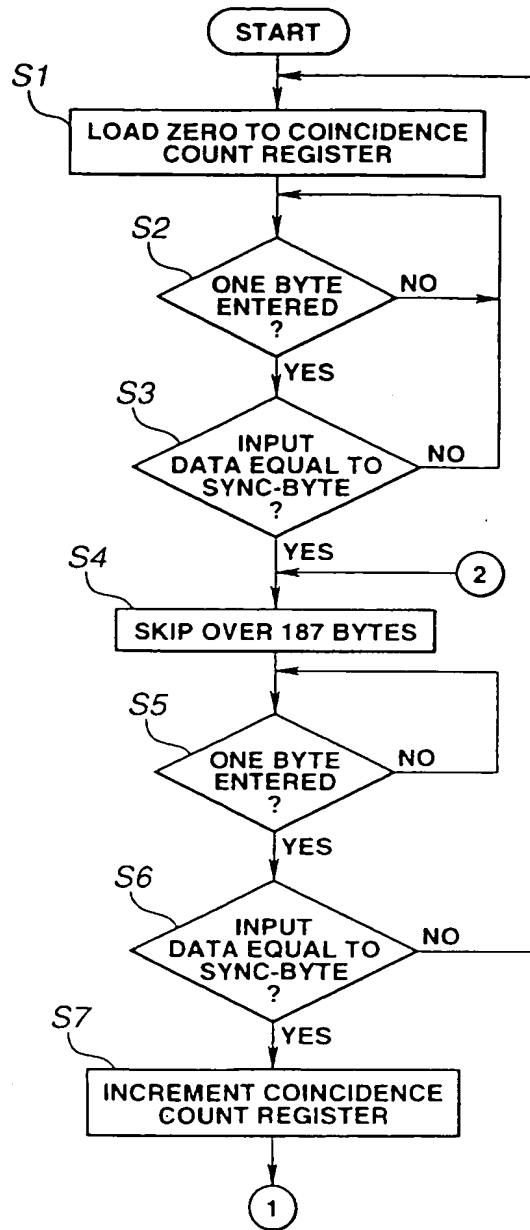 START
S1
LOAD ZERO TO COINCIDENCE
COUNT REGISTER
S2
ONE BYTE
ENTERED
?
NO
YES
S3
INPUT
DATA EQUAL TO
SYNC-BYTE
?
NO
YES
2
S4
SKIP OVER 187 BYTES
S5
ONE BYTE
ENTERED
?
NO
YES
S6
INPUT
DATA EQUAL TO
SYNC-BYTE
?
NO
YES
S7
INCREMENT COINCIDENCE
COUNT REGISTER
1